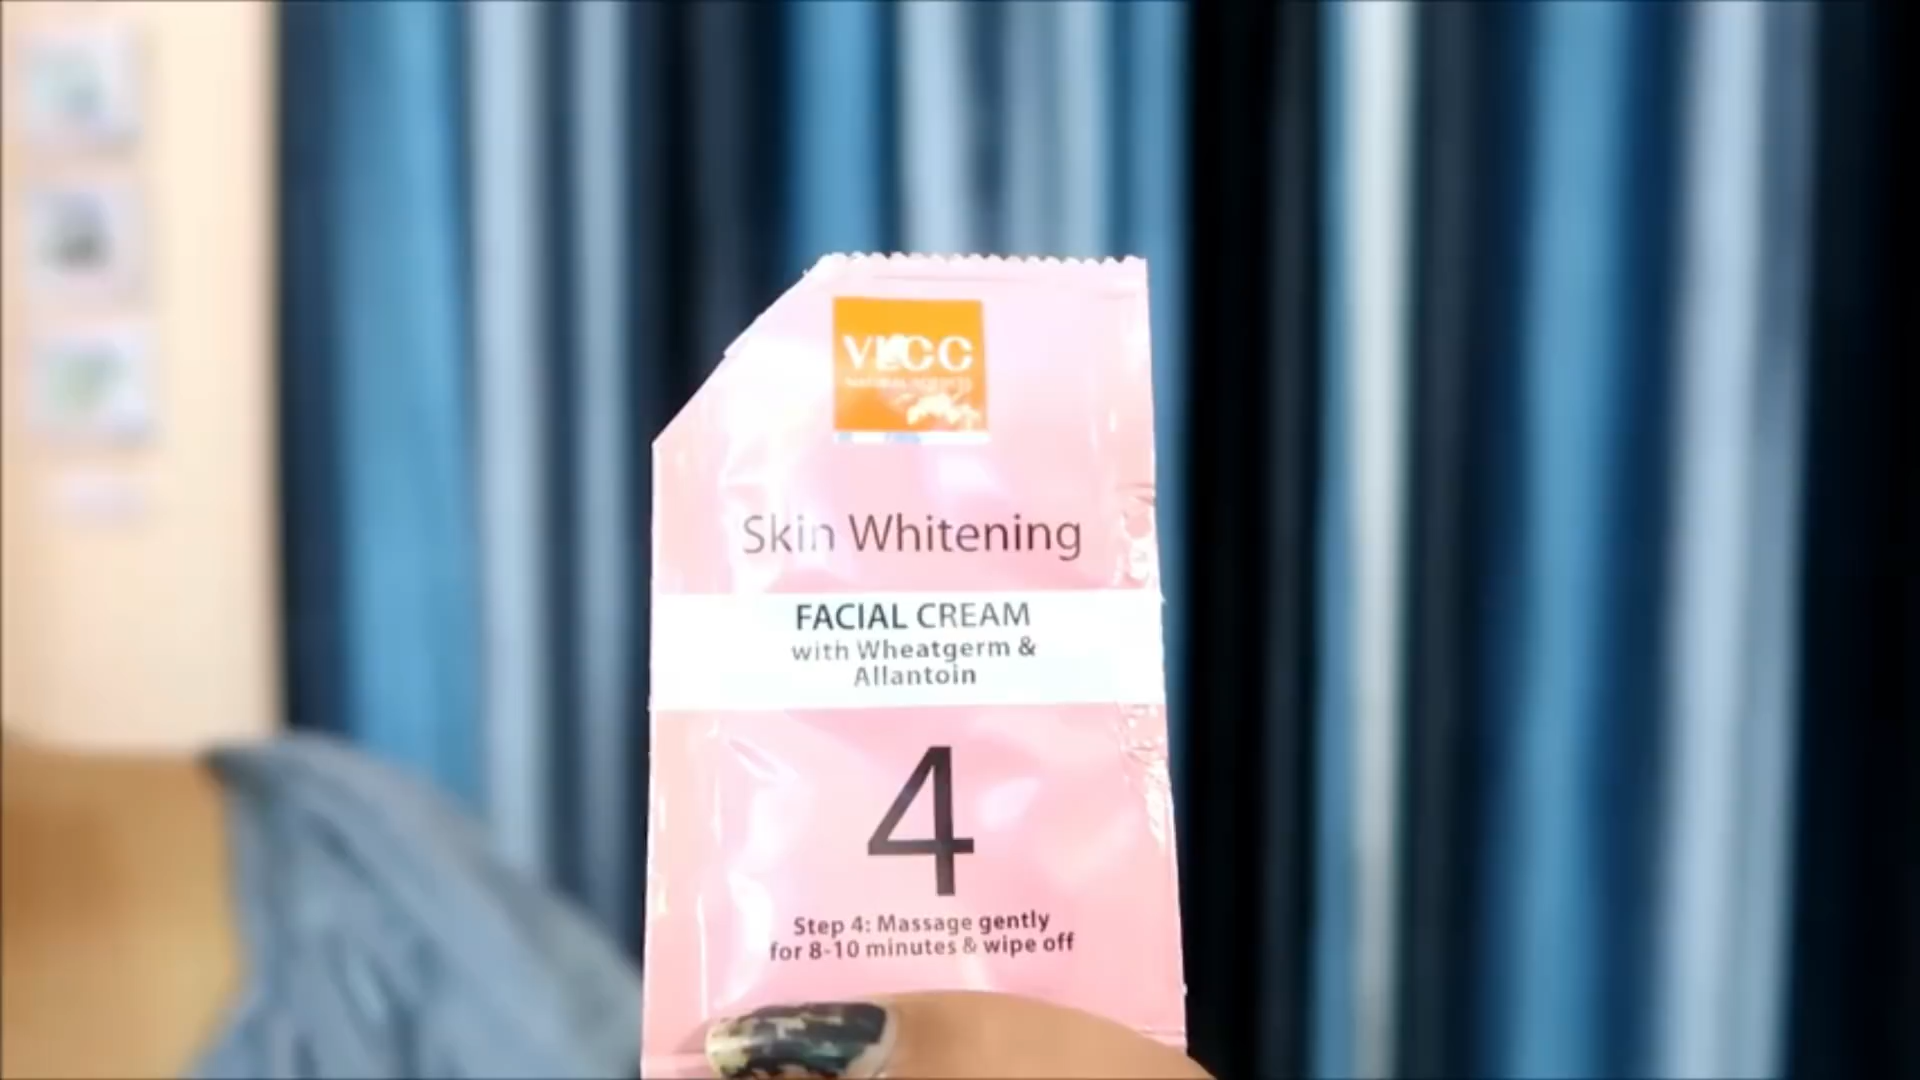 VLCC
Skin Whitening
FACIAL CREAM
with Wheatgerm &
Allantoin
4
Step 4: Massage gently
for 8-10 minutes & wipe off